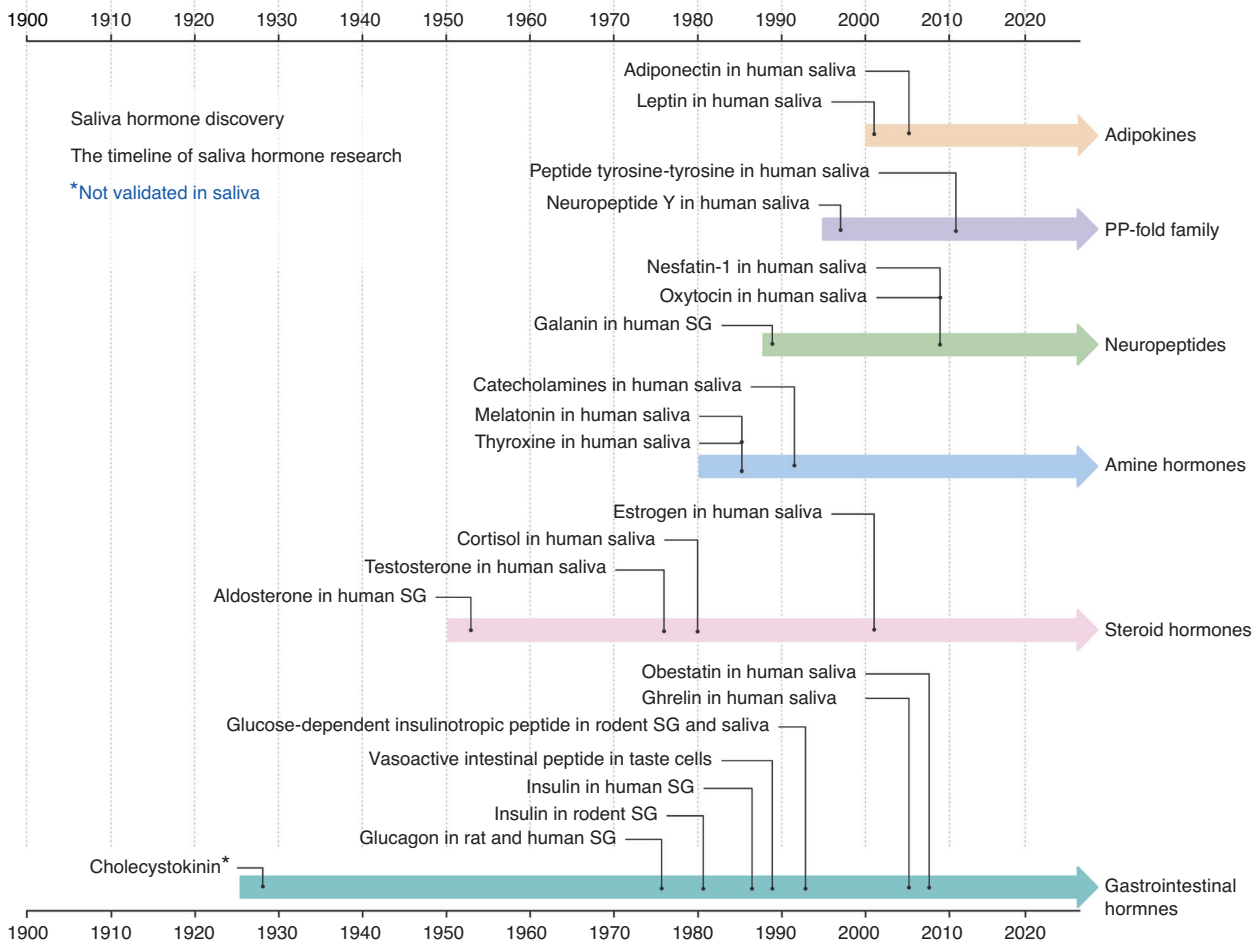 1900 1910 1920 1930 1940 1950 1960 1970 1980 1990 2000 2010 2020
Adiponectin in human saliva
Leptin in human saliva
Saliva hormone discovery
Adipokines
The timeline of saliva hormone research
Peptide tyrosine-tyrosine in human saliva
*Not validated in saliva
Neuropeptide Y in human saliva
PP-fold family
Nesfatin-1 in human saliva
Oxytocin in human saliva
Galanin in human SG
Neuropeptides
Catecholamines in human saliva
Melatonin in human saliva
Thyroxine in human saliva
Amine hormones
Estrogen in human saliva
Cortisol in human saliva
Testosterone in human saliva
Aldosterone in human SG
Steroid hormones
Obestatin in human saliva
Ghrelin in human saliva
Glucose-dependent insulinotropic peptide in rodent SG and saliva
Vasoactive intestinal peptide in taste cells
Insulin in human SG
Insulin in rodent SG
Glucagon in rat and human SG
Cholecystokinin*
Gastrointestinal
hormnes
1900 1910 1920 1930 1940 1950 1960 1970 1980 1990 2000 2010 2020